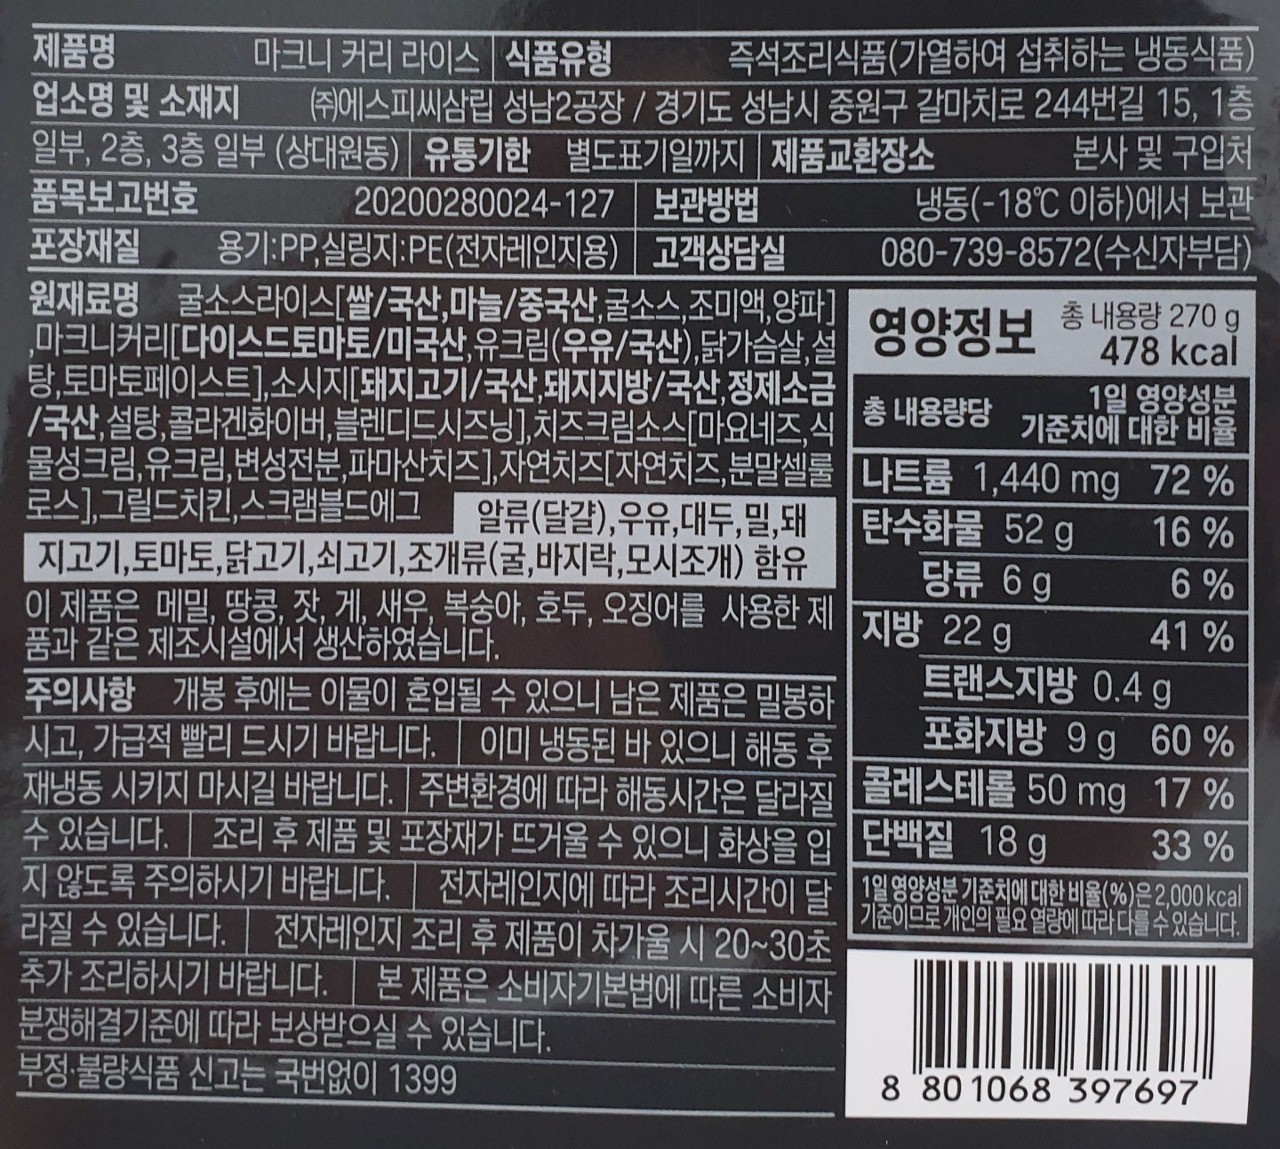 제품명 마크니 커리 라이스 식품유형 즉석조리식품(가열하여 섭취하는 냉동식품)
업소명 및 소재지 ㈜에스피씨삼립 성남2공장 / 경기도 성남시 중원구 갈마치로 244번길 15, 1층
일부, 2층, 3층 일부 (상대원동) 유통기한 별도표기일까지 제품교환장소 본사 및 구입처
품목보고번호 20200280024-127 보관방법 냉동(-18℃ 이하)에서 보관
포장재질 용기:PP,실링지:PE(전자레인지용) 고객상담실 080-739-8572(수신자부담)
원재료명 굴소스라이스[쌀/국산,마늘/중국산,굴소스,조미액,양파]
,마크니커리[다이스드토마토/미국산,유크림(우유/국산),닭가슴살,설
탕,토마토페이스트],소시지[돼지고기/국산,돼지지방/국산,정제소금
/국산,설탕,콜라겐화이버,블렌디드시즈닝],치즈크림소스[마요네즈,식
물성크림,유크림,변성전분,파마산치즈],자연치즈[자연치즈,분말셀룰
로스],그릴드치킨,스크램블드에그 알류(달걀),우유,대두,밀,돼
지고기,토마토,닭고기,쇠고기,조개류(굴,바지락,모시조개) 함유
이 제품은 메밀, 땅콩, 잣, 게, 새우, 복숭아, 호두, 오징어를 사용한 제
품과 같은 제조시설에서 생산하였습니다.
주의사항 개봉 후에는 이물이 혼입될 수 있으니 남은 제품은 밀봉하
시고, 가급적 빨리 드시기 바랍니다. 이미 냉동된 바 있으니 해동 후
재냉동 시키지 마시길 바랍니다. 주변환경에 따라 해동시간은 달라질
수 있습니다. 조리 후 제품 및 포장재가 뜨거울 수 있으니 화상을 입
지 않도록 주의하시기 바랍니다. 전자레인지에 따라 조리시간이 달
라질 수 있습니다. 전자레인지 조리 후 제품이 차가울 시 20~30초
추가 조리하시기 바랍니다. 본 제품은 소비자기본법에 따른 소비자
분쟁해결기준에 따라 보상받으실 수 있습니다.
부정·불량식품 신고는 국번없이 1399
영양정보 총 내용량 270 g
478 kcal
총 내용량당 1일 영양성분
기준치에 대한 비율
나트륨 1,440 mg 72 %
탄수화물 52 g 16 %
당류 6 g 6 %
지방 22 g 41 %
트랜스지방 0.4 g
포화지방 9 g 60 %
콜레스테롤 50 mg 17 %
단백질 18 g 33 %
1일 영양성분 기준치에 대한 비율(%)은 2,000 kcal
기준이므로 개인의 필요 열량에 따라 다를 수 있습니다.
8 801068 397697